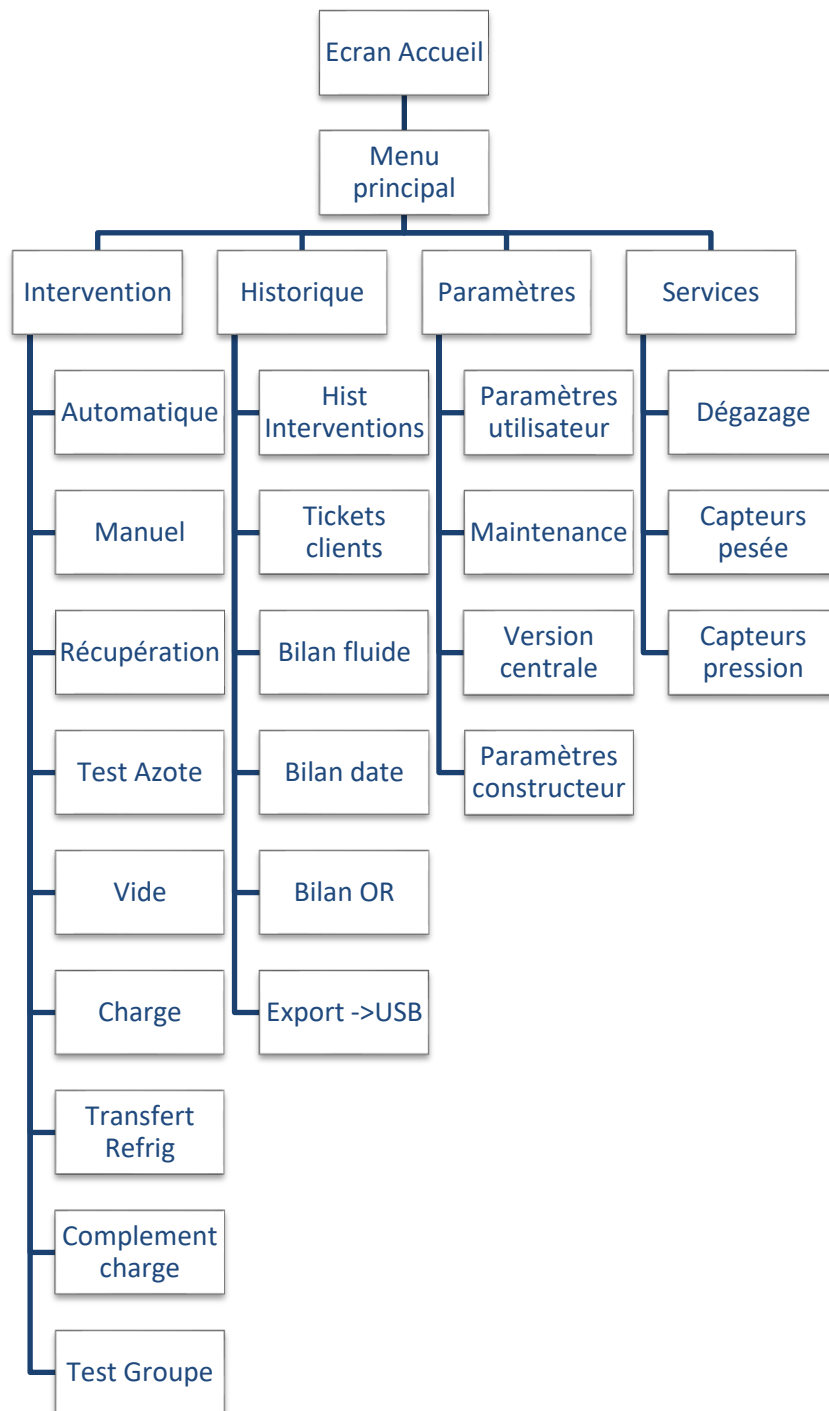 Ecran Accueil
Menu
principal
Intervention
Historique
Paramètres
Services
Automatique
Manuel
Récupération
Test Azote
Vide
Charge
Transfert
Refrig
Complement
charge
Test Groupe
Hist
Interventions
Tickets
clients
Bilan fluide
Bilan date
Bilan OR
Export ->USB
Paramètres
utilisateur
Maintenance
Version
centrale
Paramètres
constructeur
Dégazage
Capteurs
pesée
Capteurs
pression